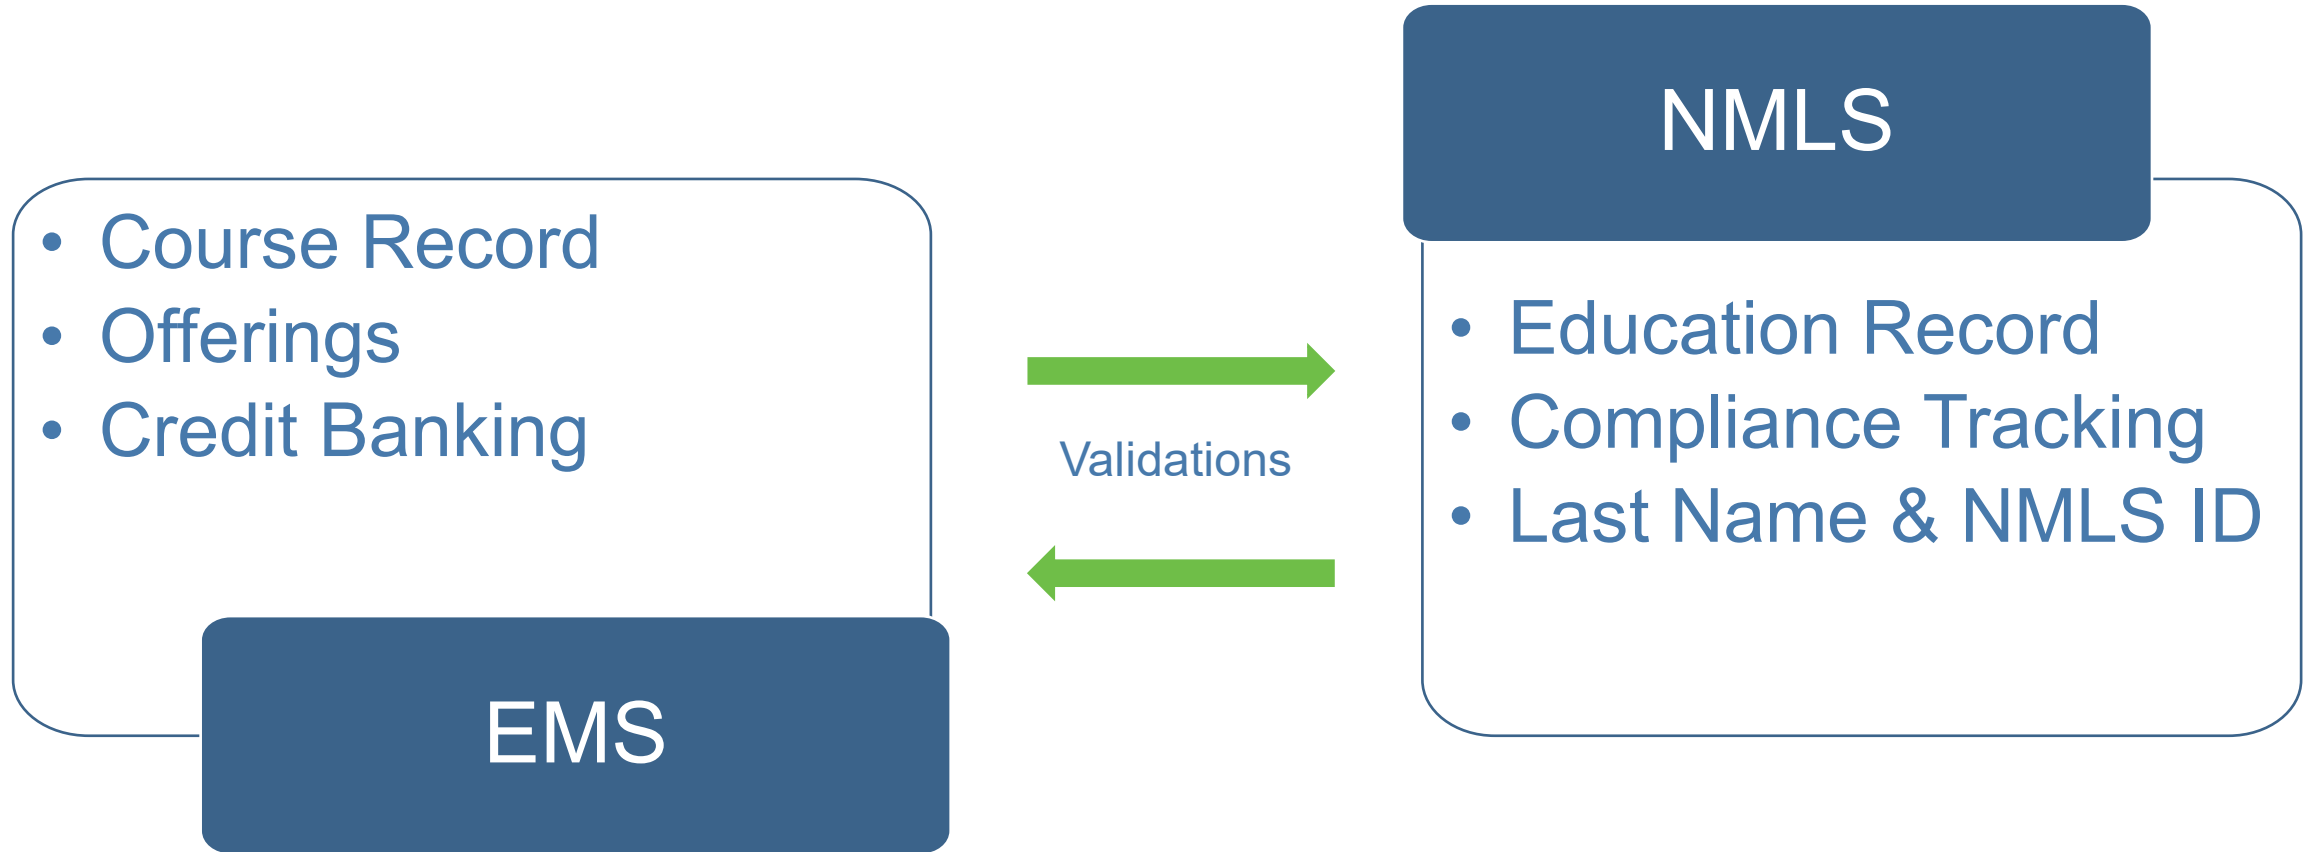 • Course Record
• Offerings
• Credit Banking
EMS
Validations
NMLS
• Education Record
• Compliance Tracking
• Last Name & NMLS ID